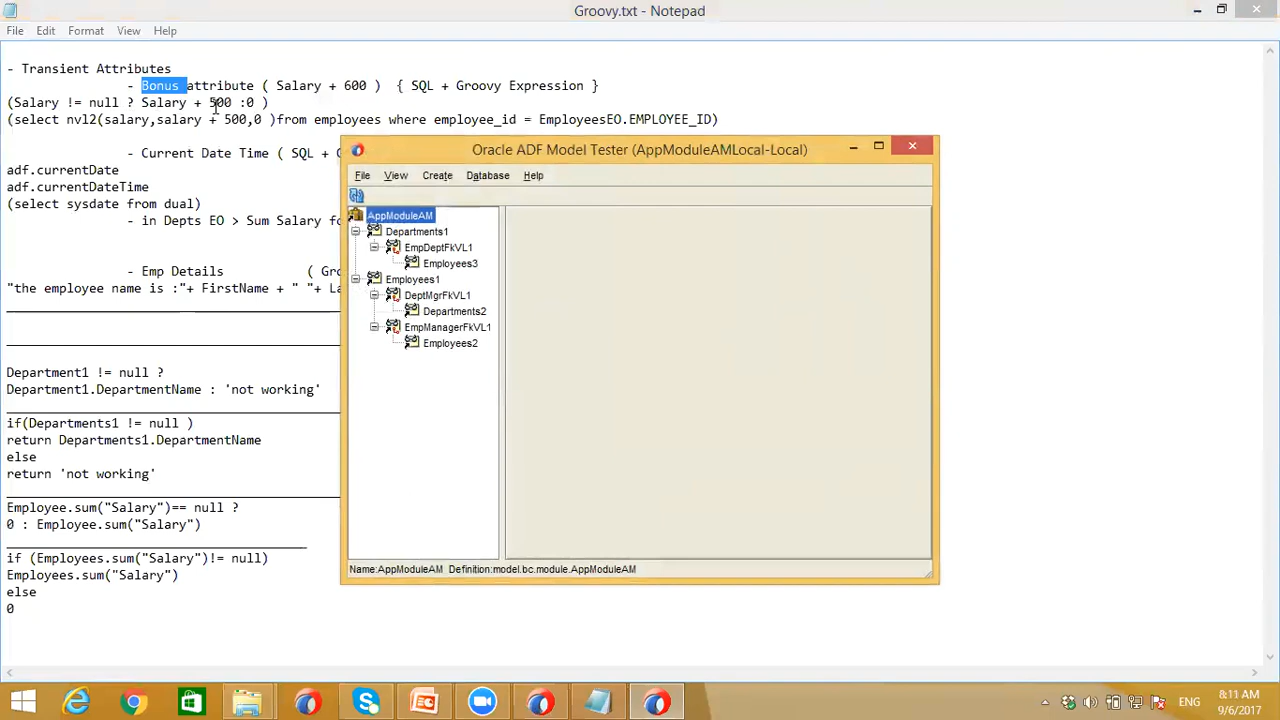 Groovy.txt - Notepad
File Edit Format View Help
- Transient Attributes
- Bonus attribute ( Salary + 600 ) { SQL + Groovy Expression }
(Salary != null ? Salary + 500 :0 )
(select nvl2(salary,salary + 500,0 )from employees where employee_id = EmployeesEO.EMPLOYEE_ID)
- Current Date Time ( SQL +
adf.currentDate
adf.currentDateTime
(select sysdate from dual)
- in Depts EO > Sum Salary
- Emp Details
"the employee name is :"+ FirstName + " "+
Department1 != null ?
Department1.DepartmentName : 'not working'
if(Departments1 != null )
return Departments1.DepartmentName
else
return 'not working'
Employee.sum("Salary")== null ?
0 : Employee.sum("Salary")
if (Employees.sum("Salary")!= null)
Employees.sum("Salary")
else
0
Oracle ADF Model Tester (AppModuleAMLocal-Local)
File View Create Database Help
AppModuleAM
Departments1
EmpDeptFkVL1
Employees3
Employees1
DeptMgrFkVL1
Departments2
EmpManagerFkVL1
Employees2
Name:AppModuleAM Definition:model.bc.module.AppModuleAM
ENG
8:11 AM
9/6/2017